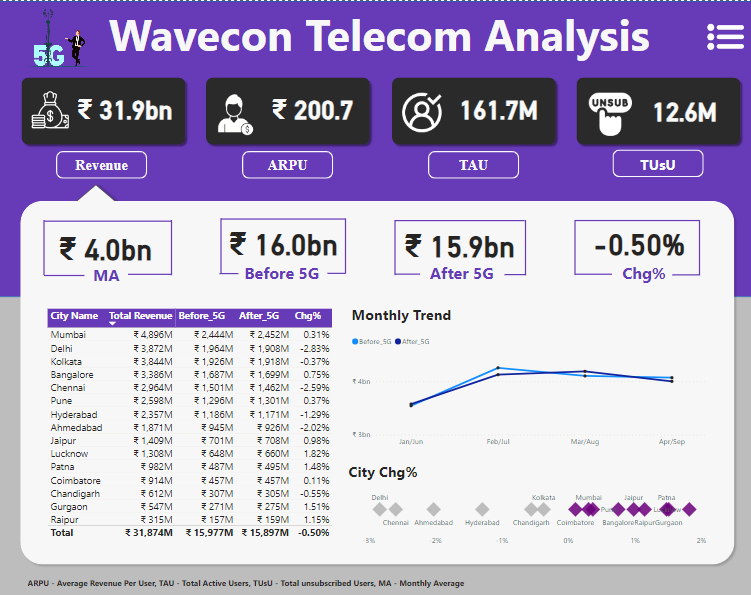 Wavecon Telecom Analysis
5G
₹ 31.9bn
₹ 200.7
161.7M
UNSUB
12.6M
Revenue
ARPU
TAU
TUsU
₹ 4.0bn
MA
₹ 16.0bn
Before 5G
₹ 15.9bn
After 5G
-0.50%
Chg%
City Name Total Revenue Before_5G After_5G Chg%
Mumbai ₹ 4,896M ₹ 2,444M ₹ 2,452M 0.31%
Delhi ₹ 3,872M ₹ 1,964M ₹ 1,908M -2.83%
Kolkata ₹ 3,844M ₹ 1,926M ₹ 1,918M -0.37%
Bangalore ₹ 3,386M ₹ 1,687M ₹ 1,699M 0.75%
Chennai ₹ 2,964M ₹ 1,501M ₹ 1,462M -2.59%
Pune ₹ 2,598M ₹ 1,296M ₹ 1,301M 0.37%
Hyderabad ₹ 2,357M ₹ 1,186M ₹ 1,171M -1.29%
Ahmedabad ₹ 1,871M ₹ 945M ₹ 926M -2.02%
Jaipur ₹ 1,409M ₹ 701M ₹ 708M 0.98%
Lucknow ₹ 1,308M ₹ 648M ₹ 660M 1.82%
Patna ₹ 982M ₹ 487M ₹ 495M 1.48%
Coimbatore ₹ 914M ₹ 457M ₹ 457M 0.11%
Chandigarh ₹ 612M ₹ 307M ₹ 305M -0.55%
Gurgaon ₹ 547M ₹ 271M ₹ 275M 1.51%
Raipur ₹ 315M ₹ 157M ₹ 159M 1.15%
Total ₹ 31,874M ₹ 15,977M ₹ 15,897M -0.50%
Monthly Trend
Before_5G After_5G
₹ 4bn
₹ 3bn
Jan/Jun Feb/Jul Mar/Aug Apr/Sep
City Chg%
Delhi Kolkata Mumbai Jaipur Patna
Chennai Ahmedabad Hyderabad Chandigarh Coimbatore Bangalore Raipur Gurgaon
3% -2% -1% 0% 1% 2%
ARPU - Average Revenue Per User, TAU - Total Active Users, TUsU - Total unsubscribed Users, MA - Monthly Average